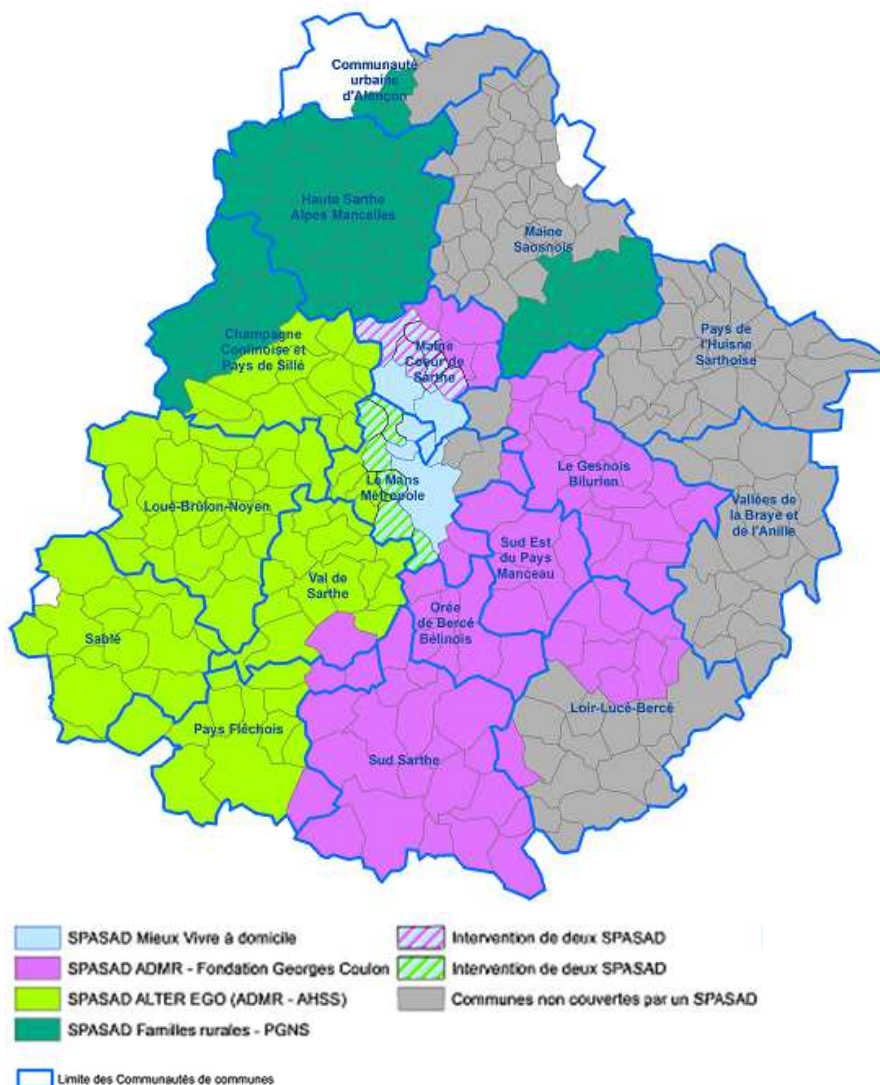 Communauté
urbaine
d'Alençon
Haute Sarthe
Alpes Mancelles
Maine
Saosnois
Champagne
Conlinoise et
Pays de Sillé
Maine
Coeur de
Sarthe
Pays de
l'Huisne
Sarthoise
Loué-Brûlon-Noyen
Le Mans
Métropole
Le Gesnois
Bilurien
Vallées de
la Braye et
de l'Anille
Val de
Sarthe
Sud Est
du Pays
Manceau
Sablé
Orée
de Bercé
Bélinois
Pays Fléchois
Loir-Lucé-Bercé
Sud Sarthe
SPASAD Mieux Vivre à domicile
SPASAD ADMR - Fondation Georges Coulon
SPASAD ALTER EGO (ADMR - AHSS)
SPASAD Familles rurales - PGNS
Intervention de deux SPASAD
Intervention de deux SPASAD
Communes non couvertes par un SPASAD
Limite des Communautés de communes